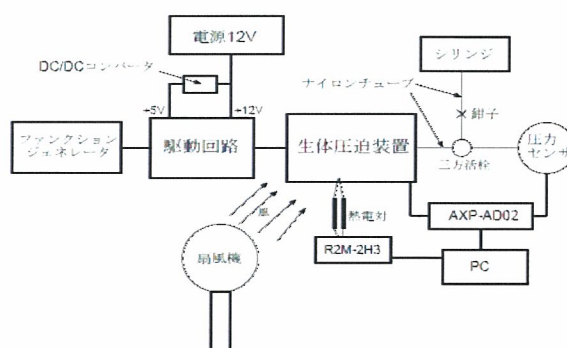 電源12V
シリンジ
DC/DCコンバータ
ナイロンチューブ
+5V
+12V
鉗子
ファンクション
ジェネレータ
駆動回路
生体圧迫装置
圧力
センサ
三方活栓
風
熱電対
AXP-AD02
扇風機
R2M-2H3
PC